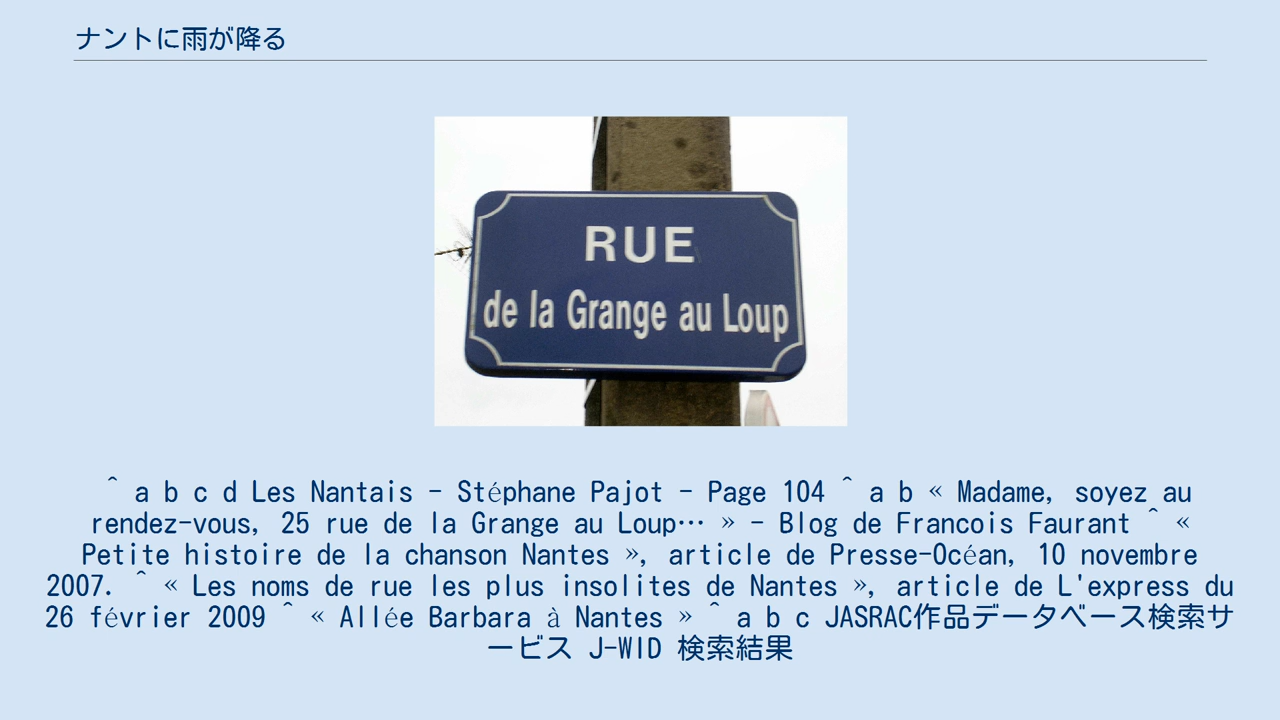 ナントに雨が降る
RUE
de la Grange au Loup
^ a b c d Les Nantais - Stéphane Pajot - Page 104 ^ a b « Madame, soyez au
rendez-vous, 25 rue de la Grange au Loup… » - Blog de Francois Faurant ^ «
Petite histoire de la chanson Nantes », article de Presse-Océan, 10 novembre
2007. ^ « Les noms de rue les plus insolites de Nantes », article de L'express du
26 février 2009 ^ « Allée Barbara à Nantes » ^ a b c JASRAC作品データベース検索サ
ービス J-WID 検索結果